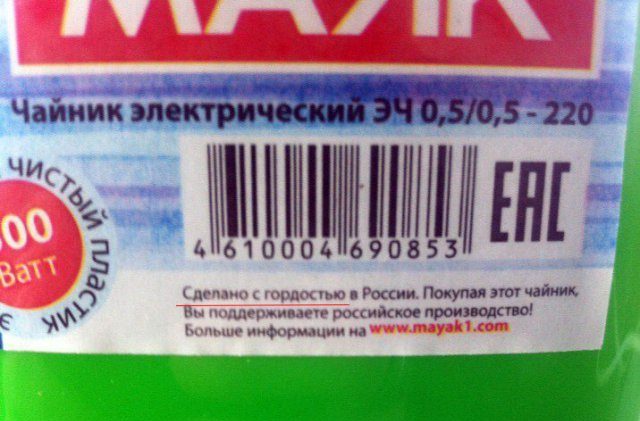 МАЯК
Чайник электрический ЭЧ 0,5/0,5 - 220
ЧИСТЫЙ ПЛАСТИК
Ватт
EAC
4 610004 690853
Сделано с гордостью в России. Покупая этот чайник,
Вы поддерживаете российское производство!
Больше информации на www.mayak1.com